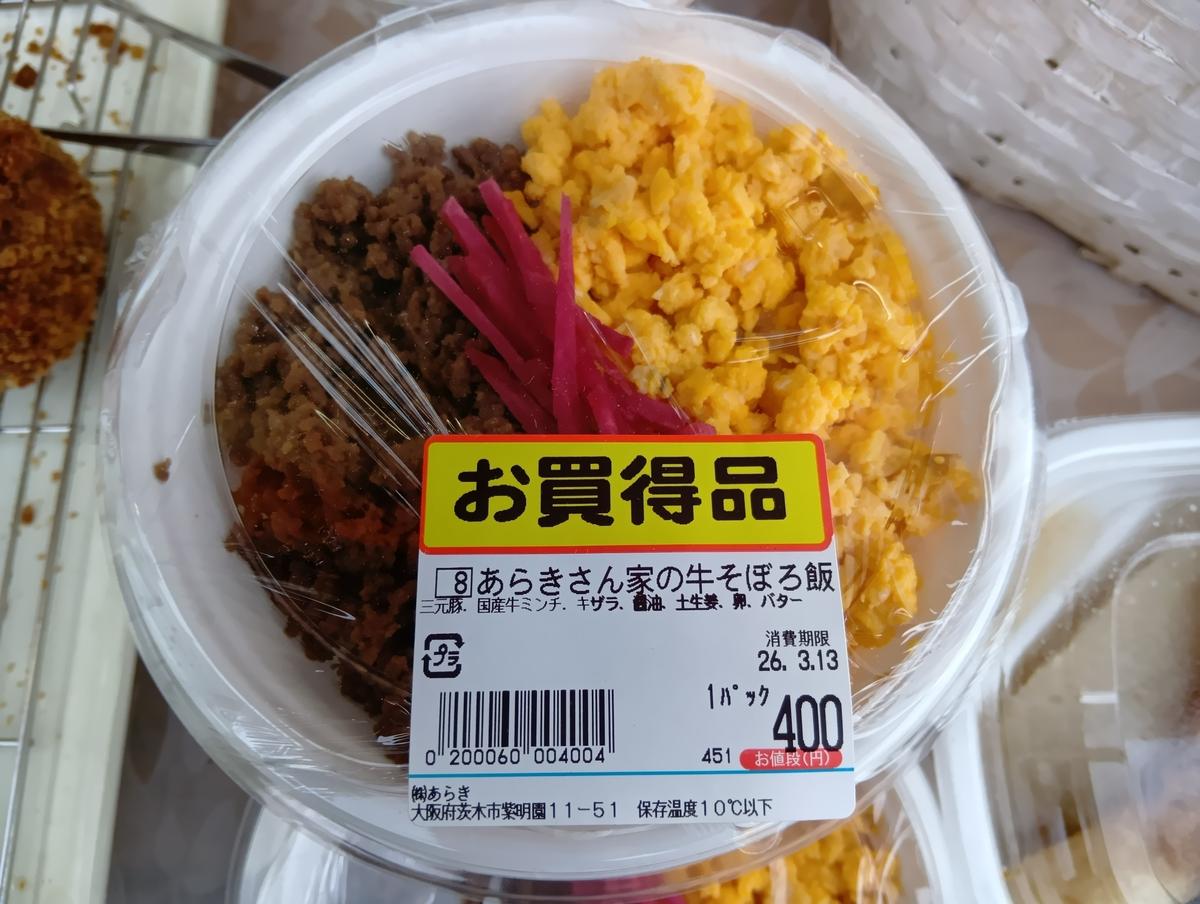 お買得品
8 あらきさん家の牛そぼろ飯
三元豚、国産牛ミンチ、キザラ、醤油、土生姜、卵、バター
プラ
消費期限
26. 3.13
1パック 400
451 お値段(円)
0 200060 004004
㈱あらき
大阪府茨木市紫明園11-51 保存温度10℃以下